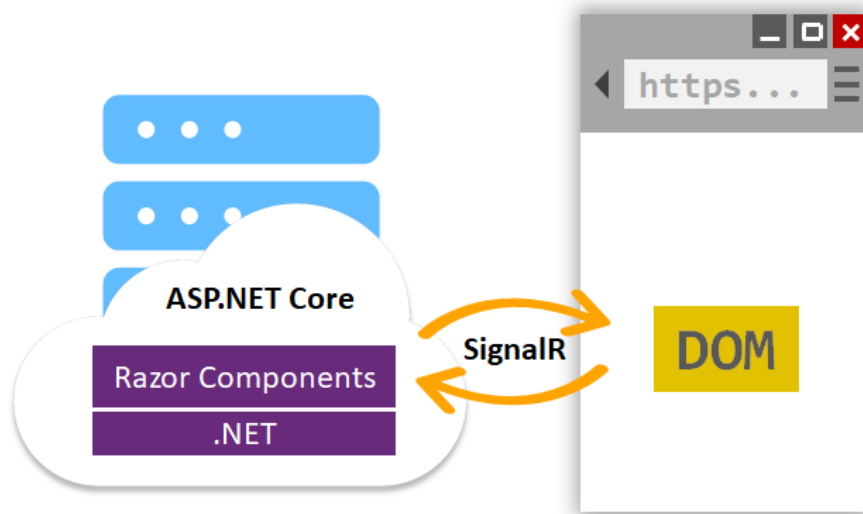 https...
ASP.NET Core
Razor Components
.NET
SignalR
DOM